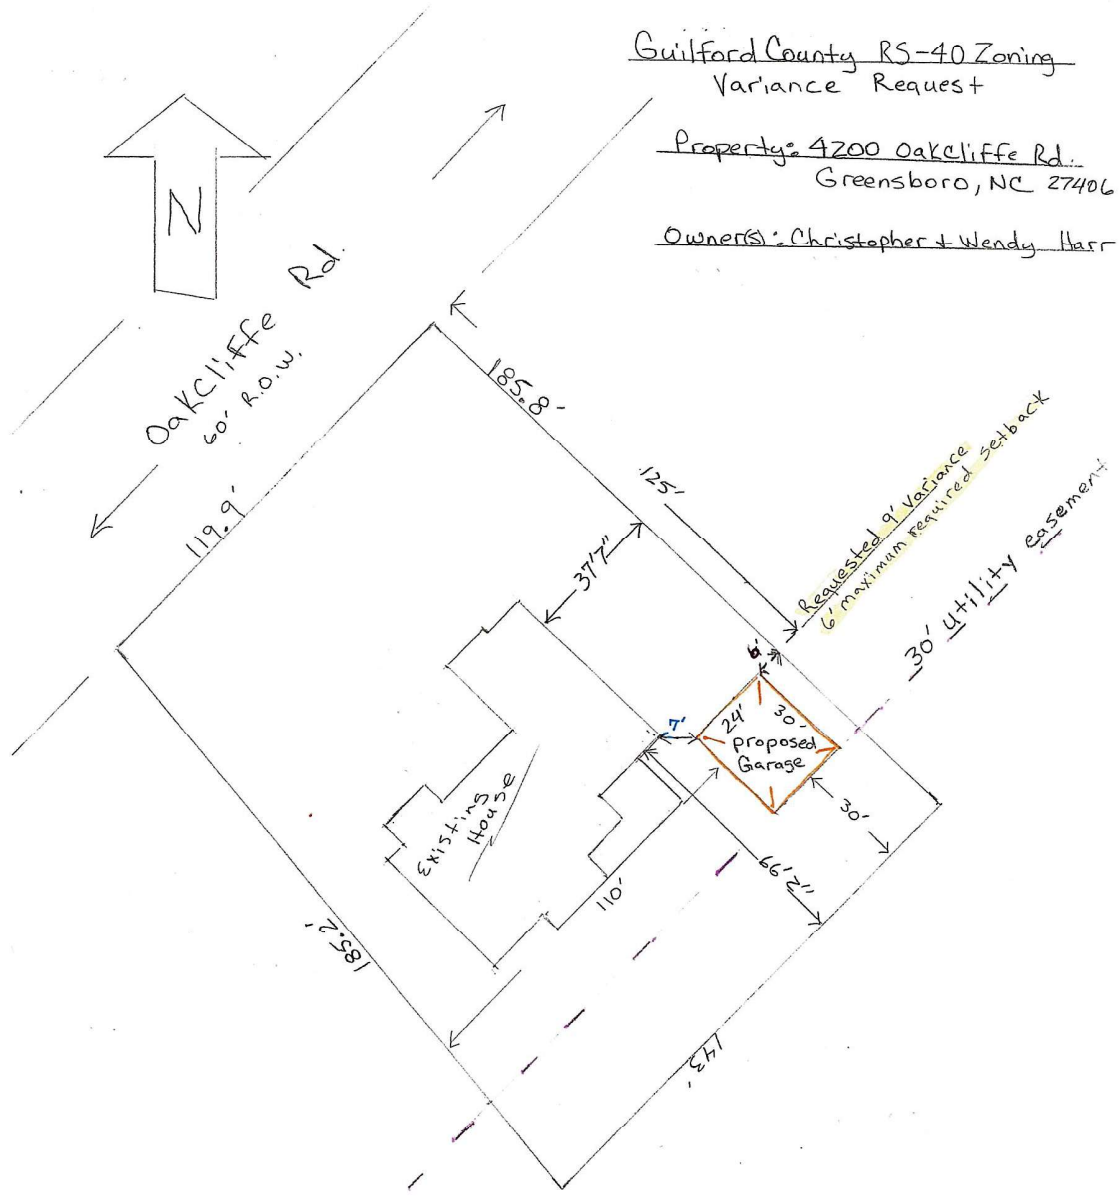 Guilford County RS-40 Zoning
Variance Request
Property: 4200 Oakcliffe Rd.
Greensboro, NC 27406
Owner(s): Christopher + Wendy Harr
N
Oakcliffe Rd.
60' R.O.W.
185.8-
119.9'
125'
37'7"
Requested 9' Variance
6' maximum required setback
30' utility easement
6'
7'
24'
30'
proposed
Garage
30'
Existing
House
66'2"
110'
185.2'
143'